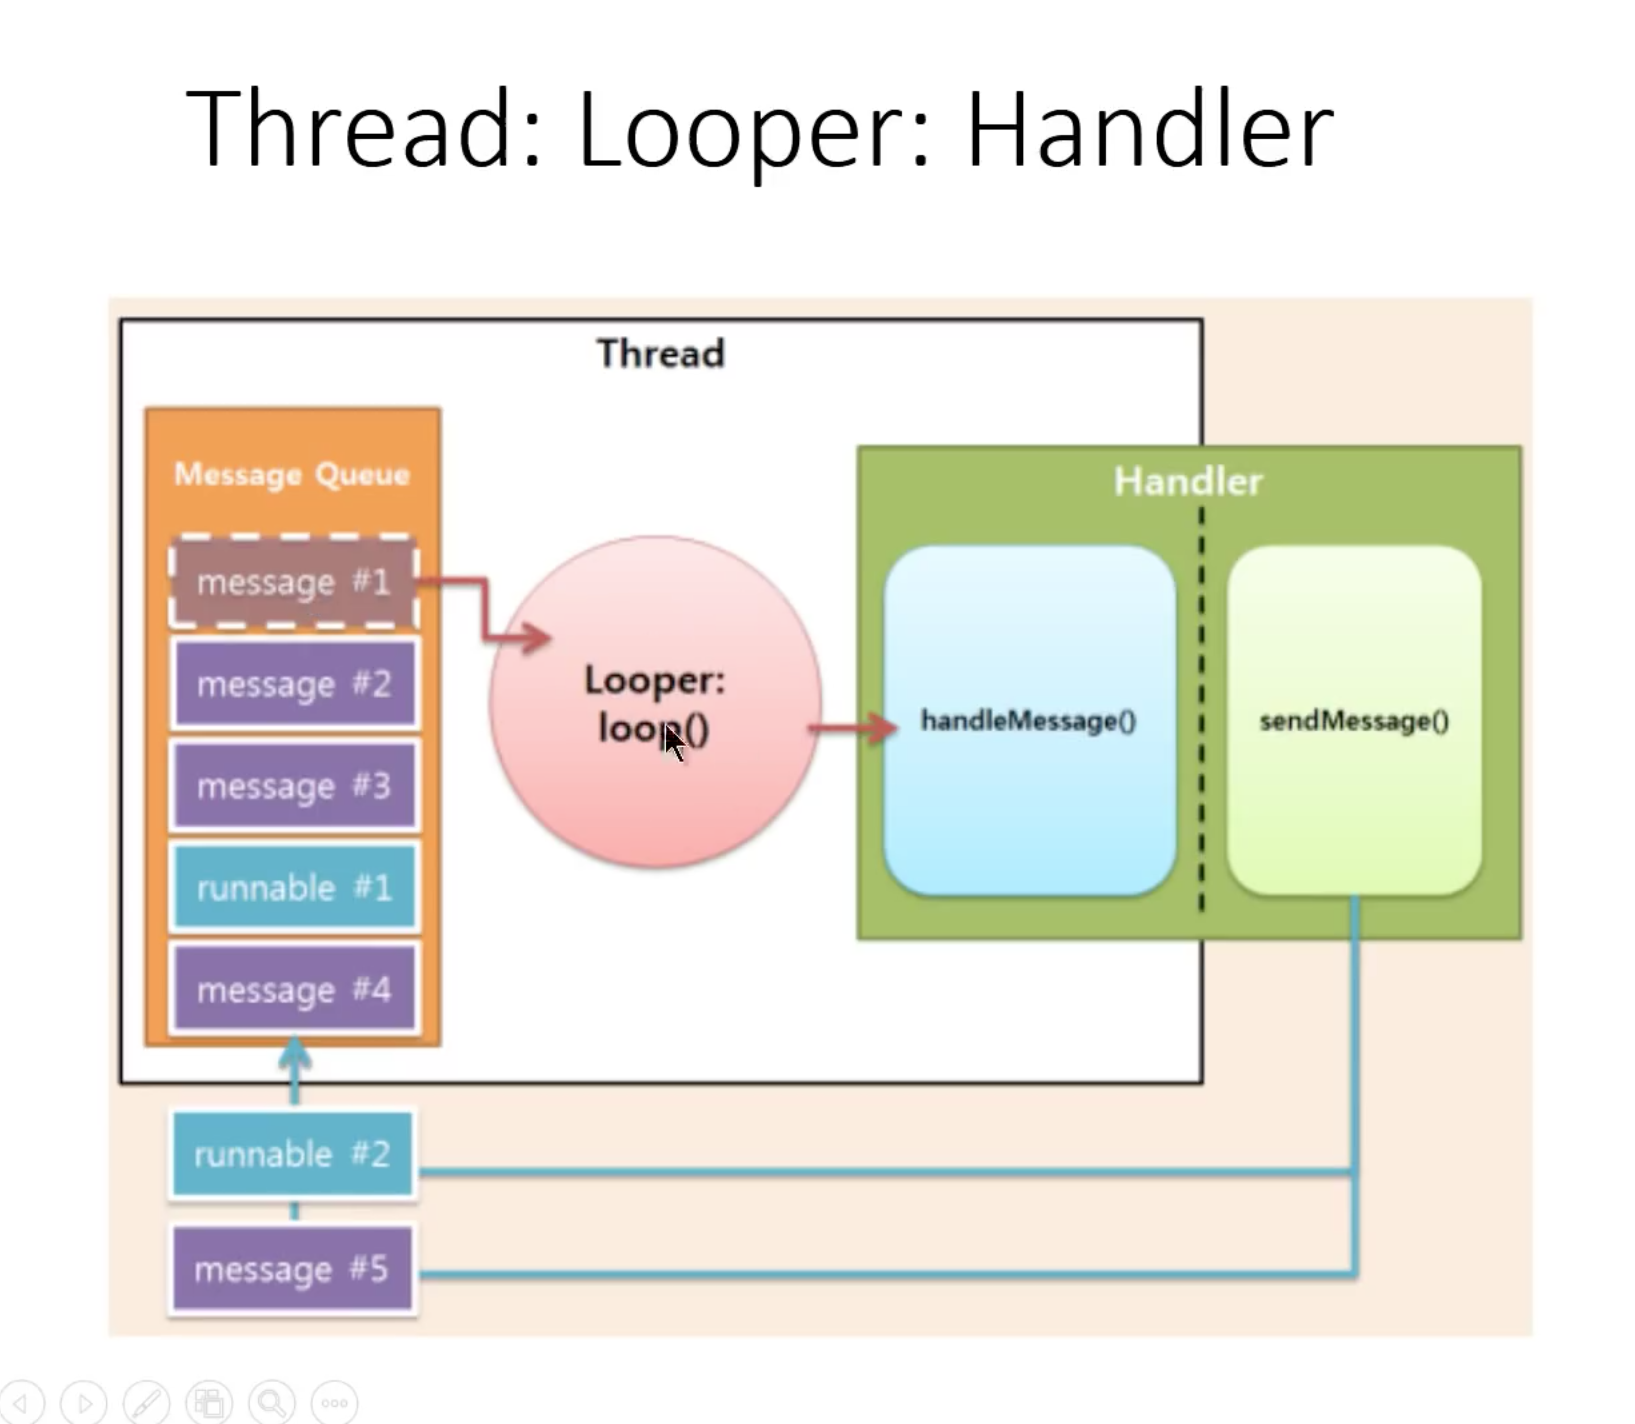 Thread: Looper: Handler
Thread
Message Queue
message #1
message #2
message #3
runnable #1
message #4
runnable #2
message #5
Looper:
loop()
Handler
handleMessage()
sendMessage()